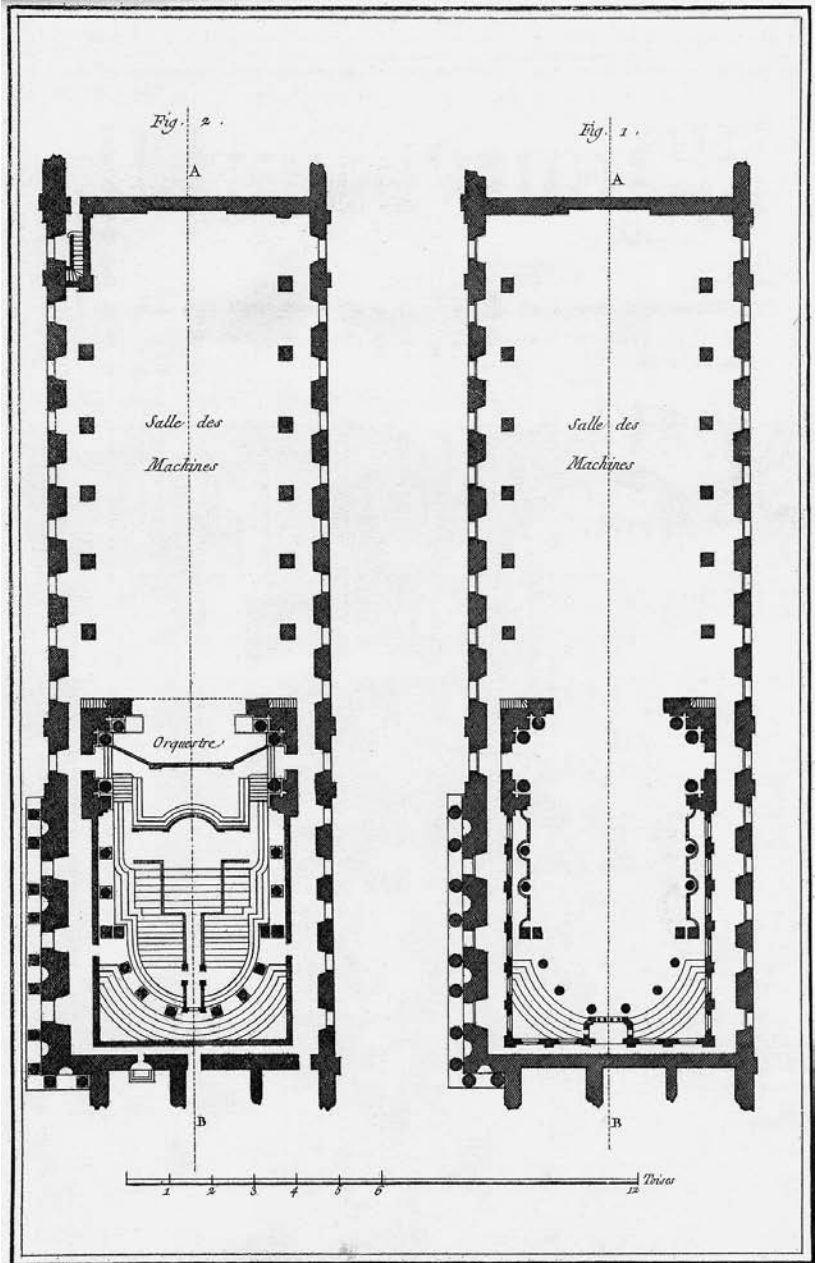 Fig. 2.
A
Salle des
Machines
Orquestre
B
Fig. 1.
A
Salle des
Machines
B
1 2 3 4 5 6 12 Toises